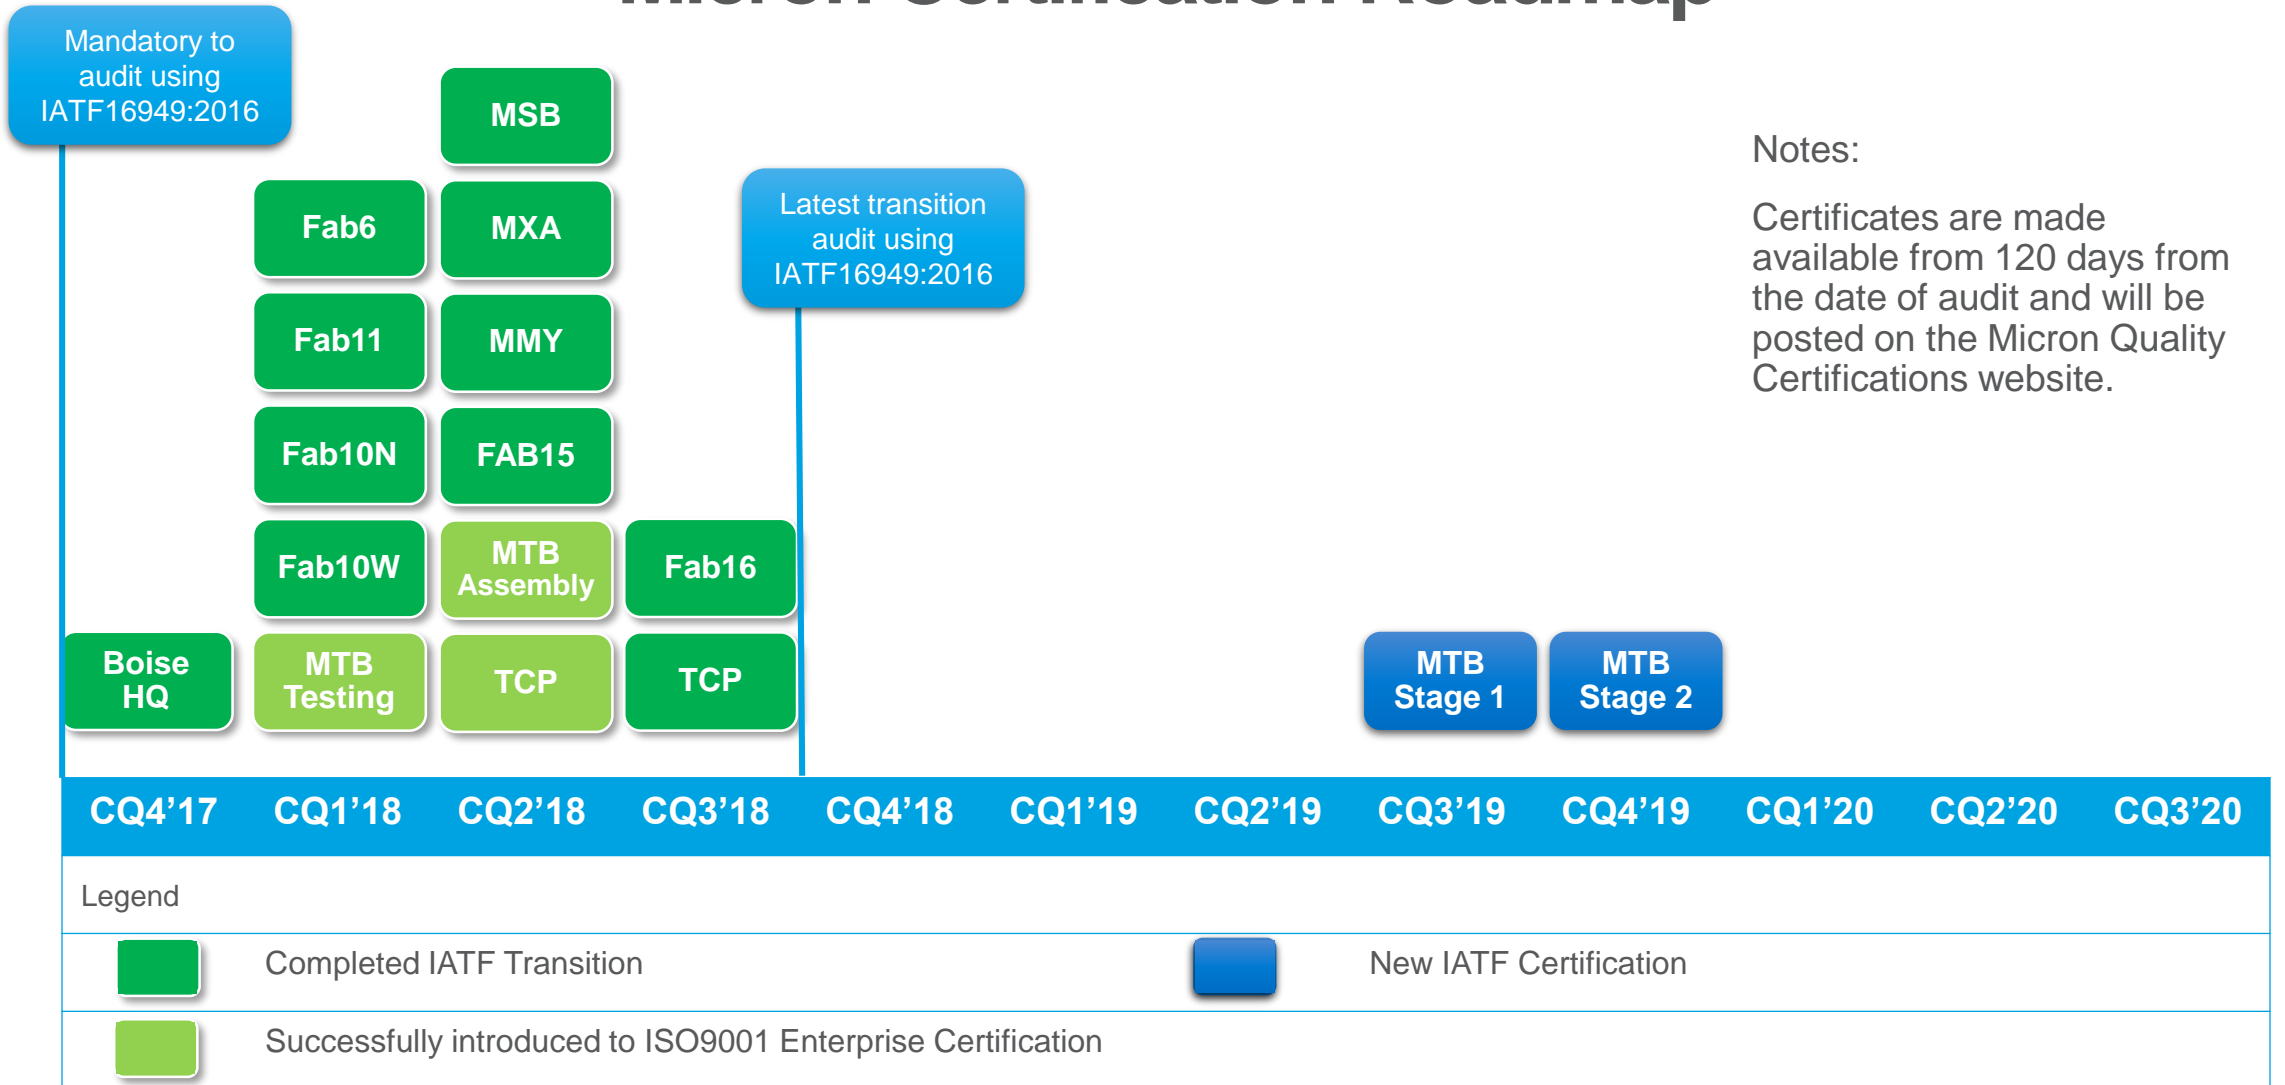 Micron Certification Roadmap
Mandatory to
audit using
IATF16949:2016
MSB
Fab6
MXA
Latest transition
audit using
IATF16949:2016
Notes:
Certificates are made
available from 120 days from
the date of audit and will be
posted on the Micron Quality
Certifications website.
Fab11
MMY
Fab10N
FAB15
Fab10W
MTB
Assembly
Fab16
Boise
HQ
MTB
Testing
TCP
TCP
MTB
Stage 1
MTB
Stage 2
CQ4’17 CQ1’18 CQ2’18 CQ3’18 CQ4’18 CQ1’19 CQ2’19 CQ3’19 CQ4’19 CQ1’20 CQ2’20 CQ3’20
Legend
Completed IATF Transition
New IATF Certification
Successfully introduced to ISO9001 Enterprise Certification